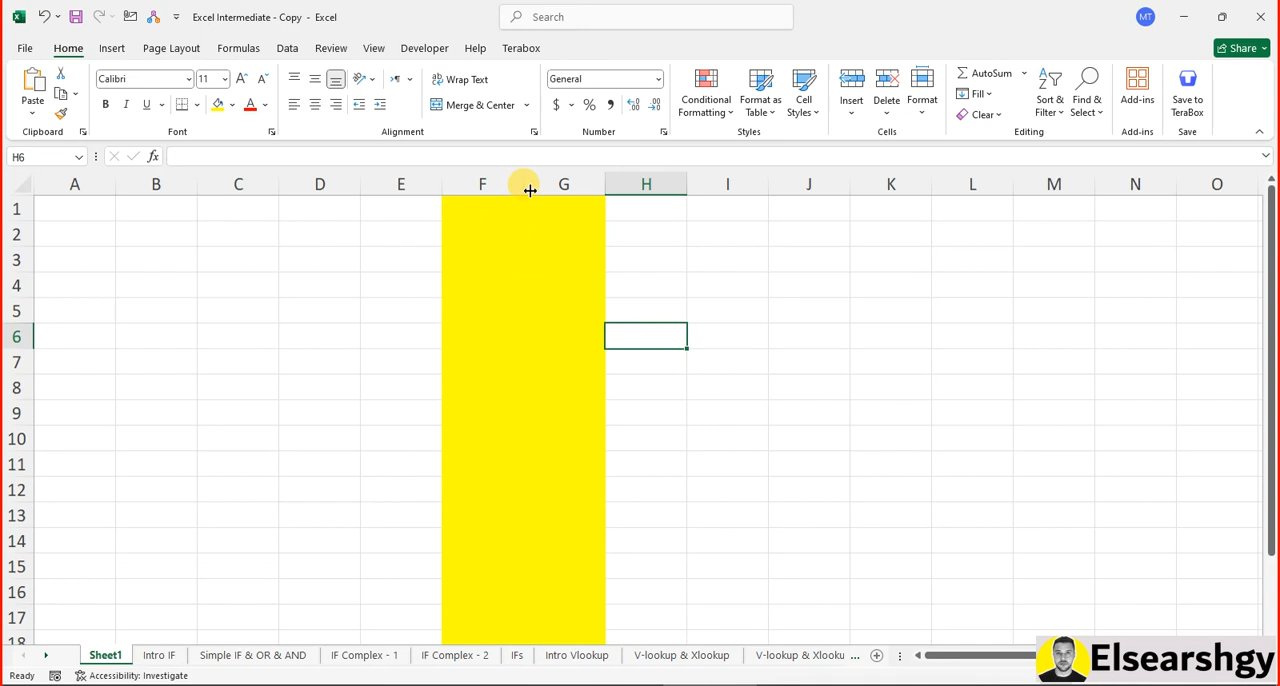 Excel Intermediate - Copy - Excel
Search
MT
File Home Insert Page Layout Formulas Data Review View Developer Help Terabox
Share
Paste
Calibri 11
B I U
Wrap Text
Merge & Center
General
$ %
Conditional Formatting
Format as Table
Cell Styles
Insert
Delete
Format
AutoSum
Fill
Clear
Sort & Filter
Find & Select
Add-ins
Save to TeraBox
Clipboard Font Alignment Number Styles Cells Editing Add-ins Save
H6
fx
A B C D E F G H I J K L M N O
1
2
3
4
5
6
7
8
9
10
11
12
13
14
15
16
17
18
Sheet1 Intro IF Simple IF & OR & AND IF Complex - 1 IF Complex - 2 IFs Intro Vlookup V-lookup & Xlookup V-lookup & Xlooku ...
Ready Accessibility: Investigate
Elsearshgy